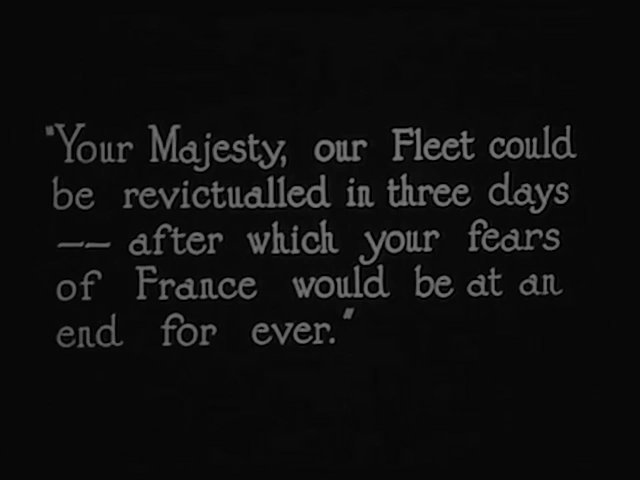 "Your Majesty, our Fleet could
be revictualled in three days
-- after which your fears
of France would be at an
end for ever."